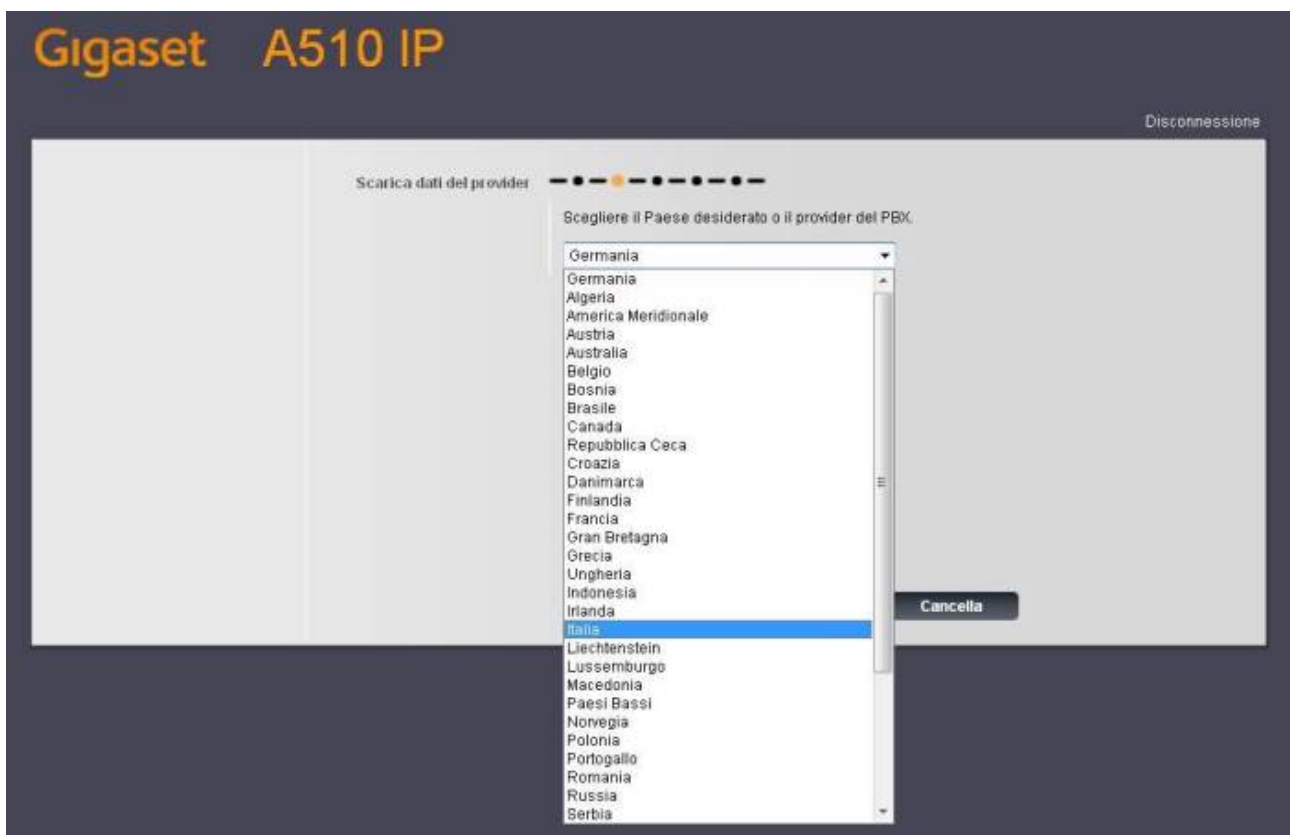 Gigaset A510 IP
Disconnessione
Scarica dati del provider
Scegliere il Paese desiderato o il provider del PBX.
Germania
Germania
Algeria
America Meridionale
Austria
Australia
Belgio
Bosnia
Brasile
Canada
Repubblica Ceca
Croazia
Danimarca
Finlandia
Francia
Gran Bretagna
Grecia
Ungheria
Indonesia
Irlanda
Italia
Liechtenstein
Lussemburgo
Macedonia
Paesi Bassi
Norvegia
Polonia
Portogallo
Romania
Russia
Serbia
Cancella